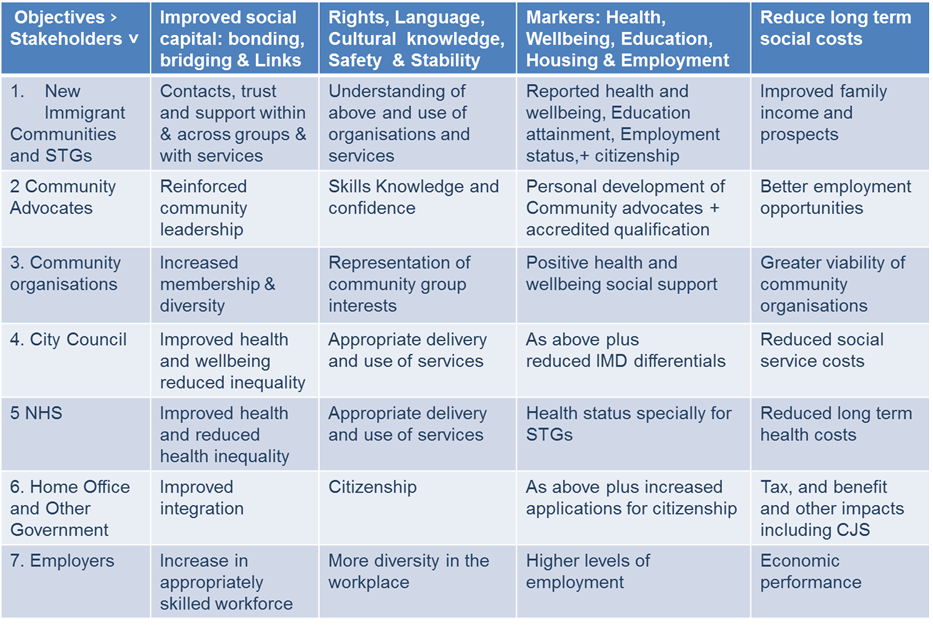 Objectives >
Stakeholders ˅
Improved social
capital: bonding,
bridging & Links
Rights, Language,
Cultural knowledge,
Safety & Stability
Markers: Health,
Wellbeing, Education,
Housing & Employment
Reduce long term
social costs
1. New
Immigrant
Communities
and STGs
Contacts, trust
and support within
& across groups &
with services
Understanding of
above and use of
organisations and
services
Reported health and
wellbeing, Education
attainment, Employment
status,+ citizenship
Improved family
income and
prospects
2 Community
Advocates
Reinforced
community
leadership
Skills Knowledge and
confidence
Personal development of
Community advocates +
accredited qualification
Better employment
opportunities
3. Community
organisations
Increased
membership &
diversity
Representation of
community group
interests
Positive health and
wellbeing social support
Greater viability of
community
organisations
4. City Council
Improved health
and wellbeing
reduced inequality
Appropriate delivery
and use of services
As above plus
reduced IMD differentials
Reduced social
service costs
5 NHS
Improved health
and reduced
health inequality
Appropriate delivery
and use of services
Health status specially for
STGs
Reduced long term
health costs
6. Home Office
and Other
Government
Improved
integration
Citizenship
As above plus increased
applications for citizenship
Tax, and benefit
and other impacts
including CJS
7. Employers
Increase in
appropriately
skilled workforce
More diversity in the
workplace
Higher levels of
employment
Economic
performance